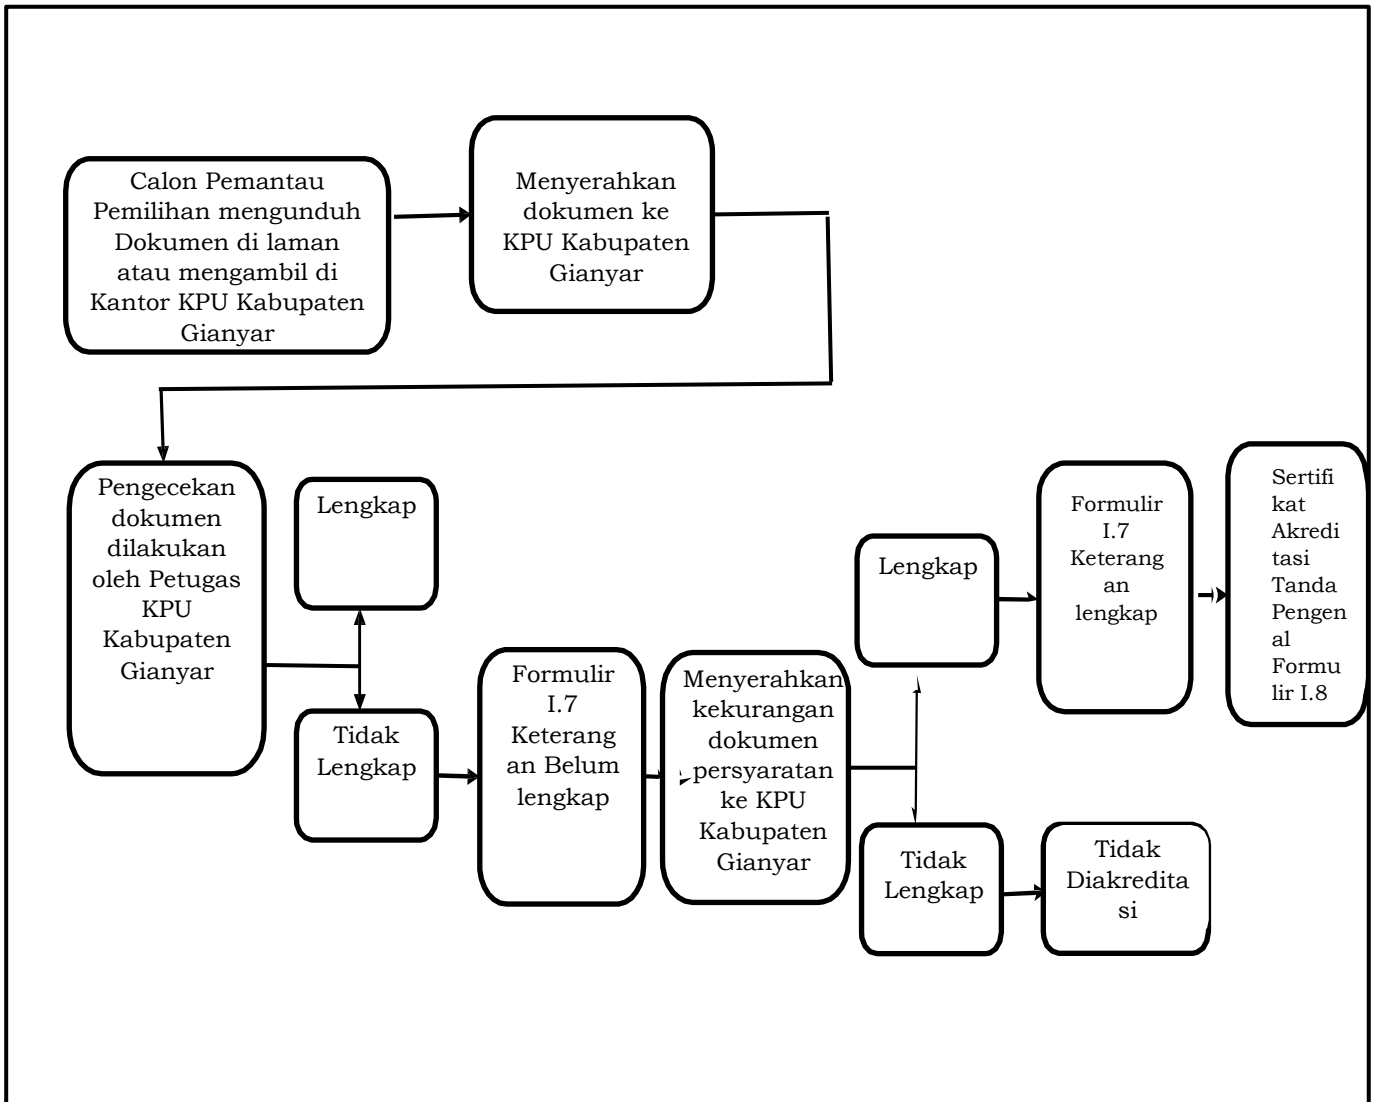 Calon Pemantau
Pemilihan mengunduh
Dokumen di laman
atau mengambil di
Kantor KPU Kabupaten
Gianyar
Menyerahkan
dokumen ke
KPU Kabupaten
Gianyar
Pengecekan
dokumen
dilakukan
oleh Petugas
KPU
Kabupaten
Gianyar
Lengkap
Tidak
Lengkap
Formulir
I.7
Keterang
an Belum
lengkap
Menyerahkan
kekurangan
dokumen
persyaratan
ke KPU
Kabupaten
Gianyar
Lengkap
Formulir
I.7
Keterang
an
lengkap
Sertifi
kat
Akredi
tasi
Tanda
Pengen
al
Formu
lir I.8
Tidak
Lengkap
Tidak
Diakredita
si